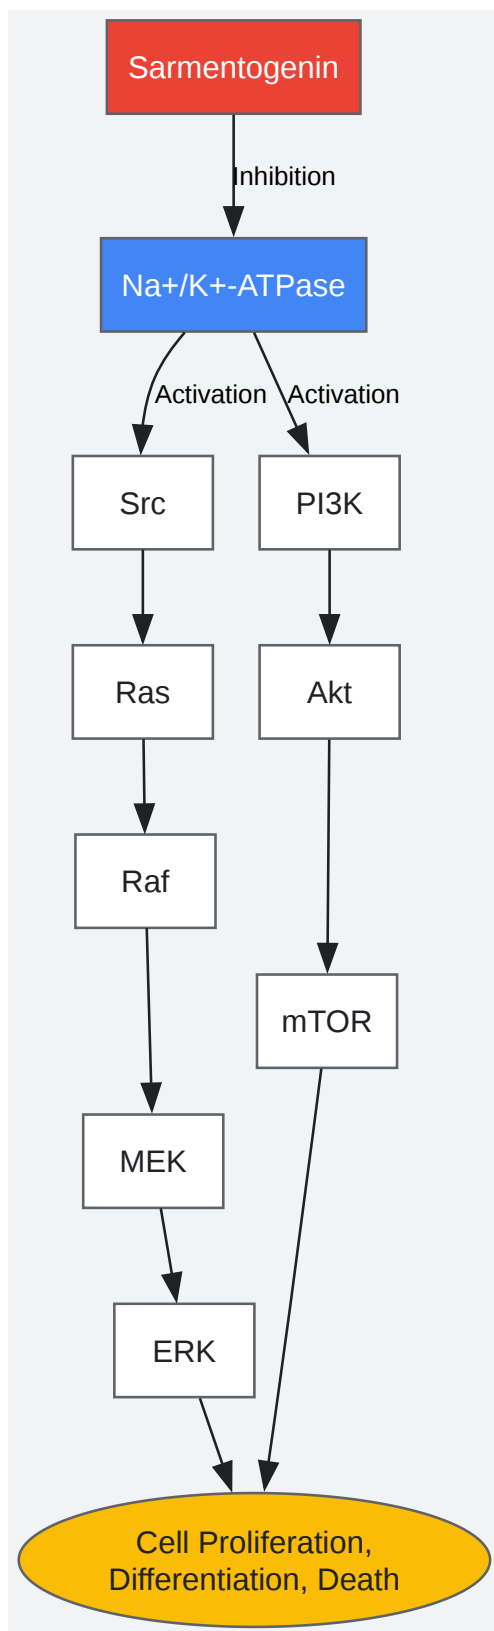 Sarmentogenin
Inhibition
Na+/K+-ATPase
Activation
Activation
Src
PI3K
Ras
Akt
Raf
mTOR
MEK
ERK
Cell Proliferation,
Differentiation, Death